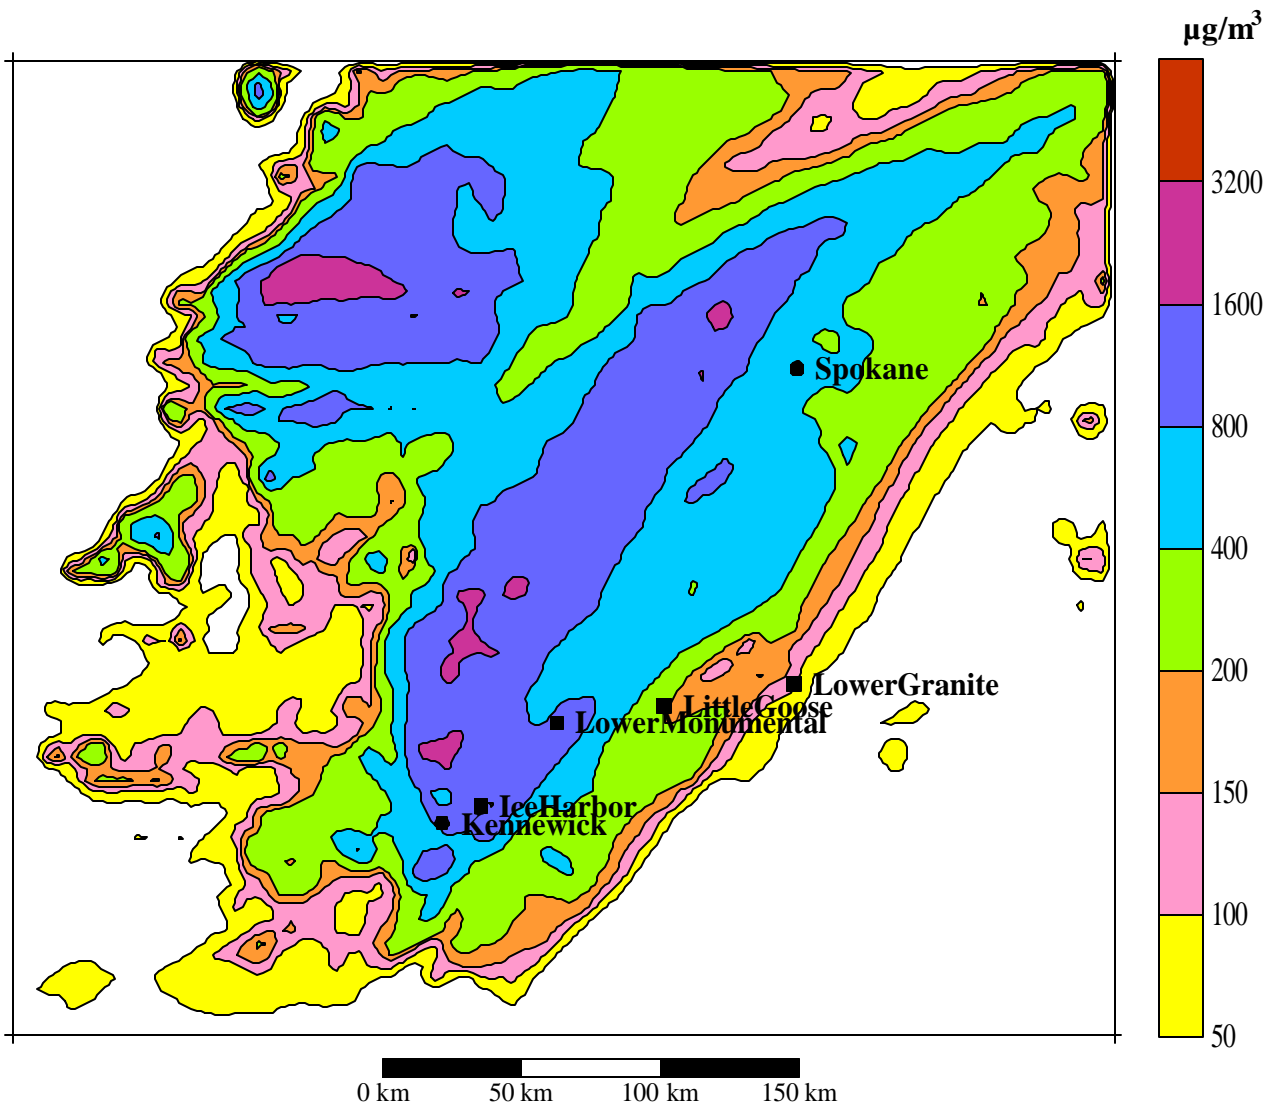 µg/m³
3200
1600
800
400
200
150
100
50
Spokane
LowerGranite
LittleGoose
LowerMonumental
IceHarbor
Kennewick
0 km 50 km 100 km 150 km